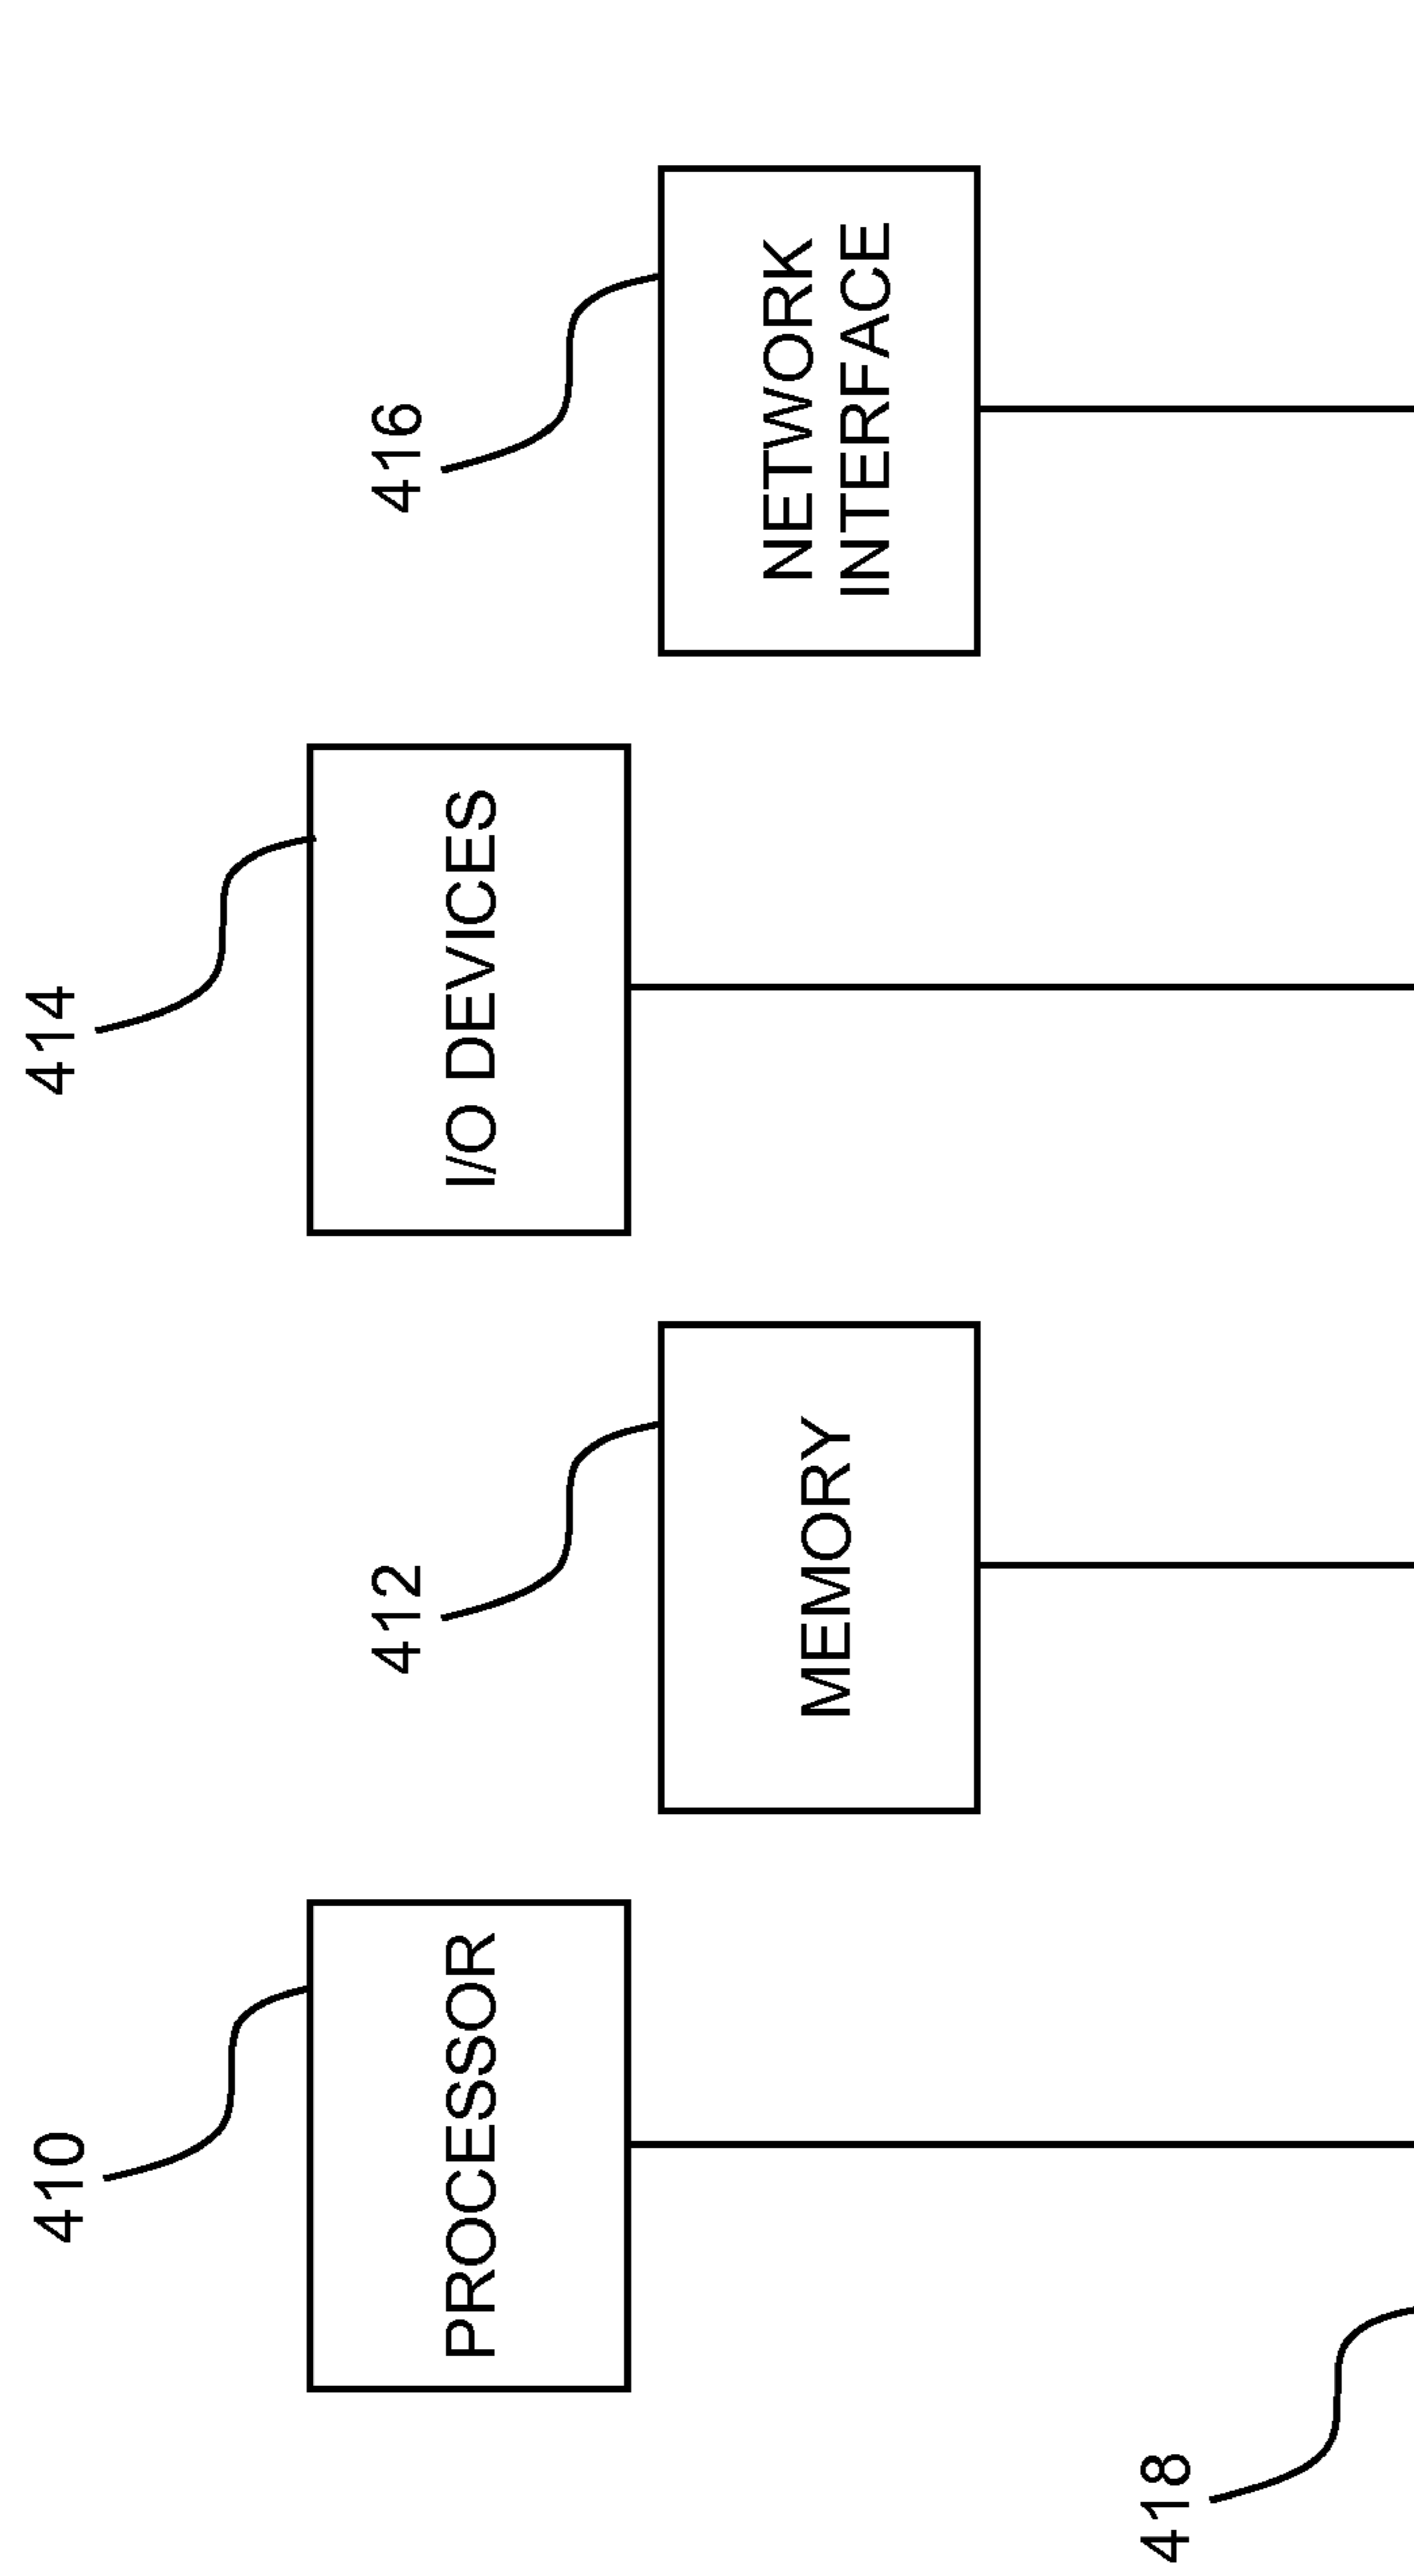 410
PROCESSOR
412
MEMORY
414
I/O DEVICES
416
NETWORK
INTERFACE
418